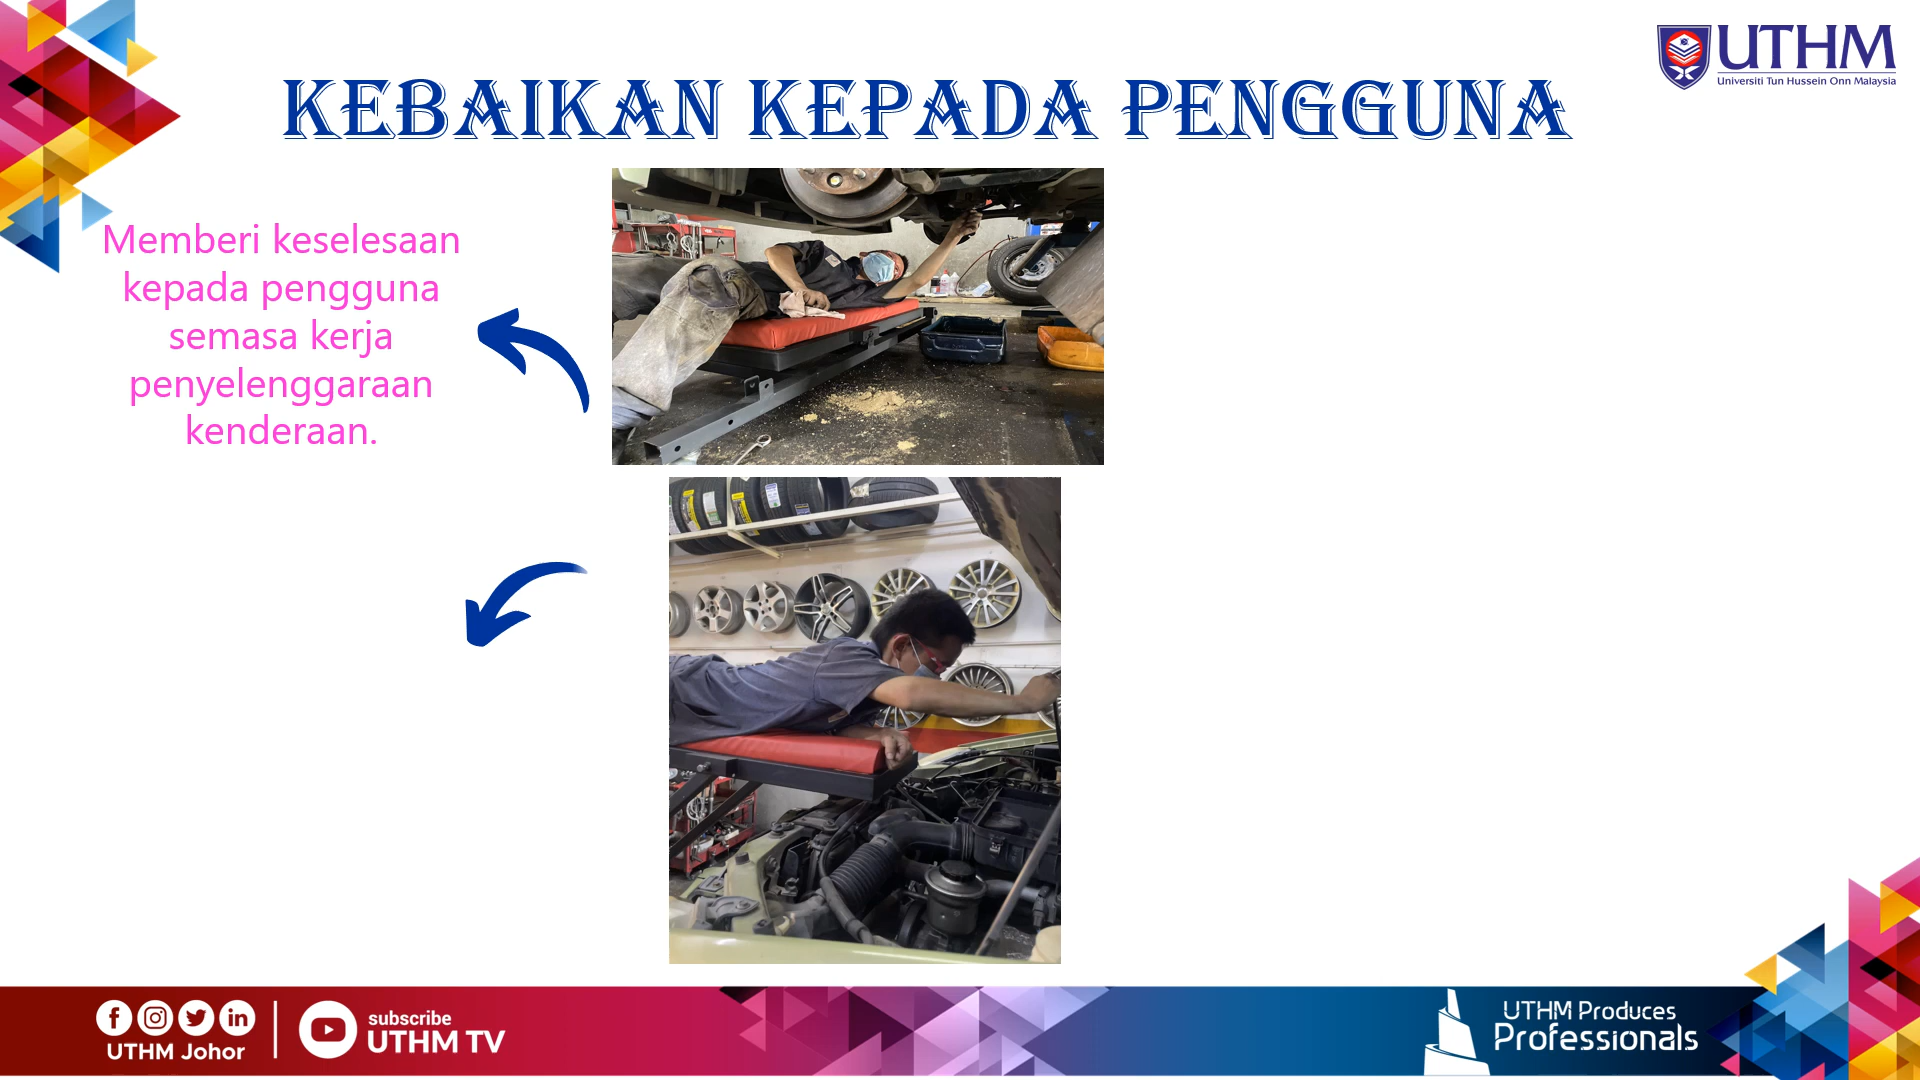 UTHM
Universiti Tun Hussein Onn Malaysia
KEBAIKAN KEPADA PENGGUNA
Memberi keselesaan
kepada pengguna
semasa kerja
penyelenggaraan
kenderaan.
UTHM Johor
subscribe
UTHM TV
UTHM Produces
Professionals